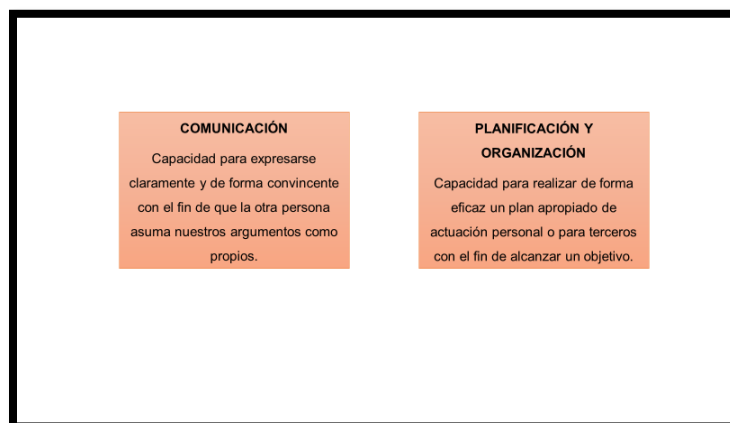 COMUNICACIÓN
Capacidad para expresarse
claramente y de forma convincente
con el fin de que la otra persona
asuma nuestros argumentos como
propios.
PLANIFICACIÓN Y
ORGANIZACIÓN
Capacidad para realizar de forma
eficaz un plan apropiado de
actuación personal o para terceros
con el fin de alcanzar un objetivo.